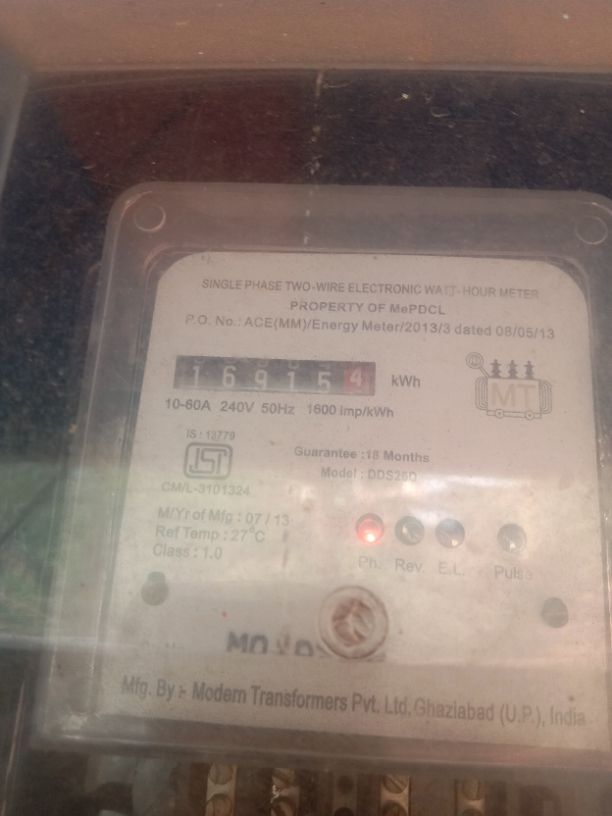 SINGLE PHASE TWO-WIRE ELECTRONIC WATT-HOUR METER
PROPERTY OF MePDCL
P.O. No.: ACE(MM)/Energy Meter/2013/3 dated 08/05/13
169154 kWh
10-60A 240V 50Hz 1600 imp/kWh
MT
IS : 13779
ISI
Guarantee :18 Months
Model : DDS26D
CM/L-3101324
M/Yr of Mfg : 07 / 13
Ref Temp : 27°C
Class : 1.0
Ph. Rev. E.L. Pulse
Mfg. By :- Modern Transformers Pvt. Ltd, Ghaziabad (U.P.), India